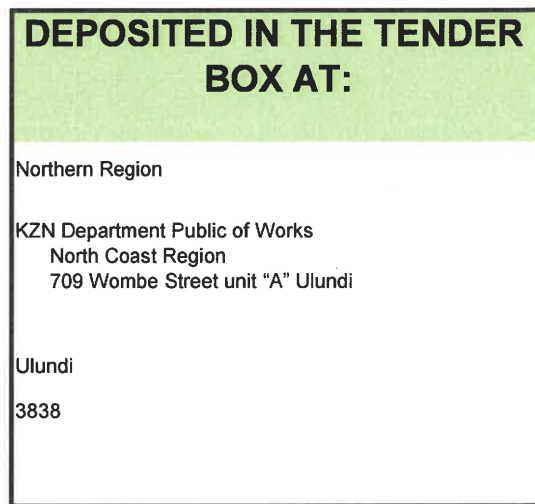 DEPOSITED IN THE TENDER
BOX AT:
Northern Region
KZN Department Public of Works
North Coast Region
709 Wombe Street unit "A" Ulundi
Ulundi
3838